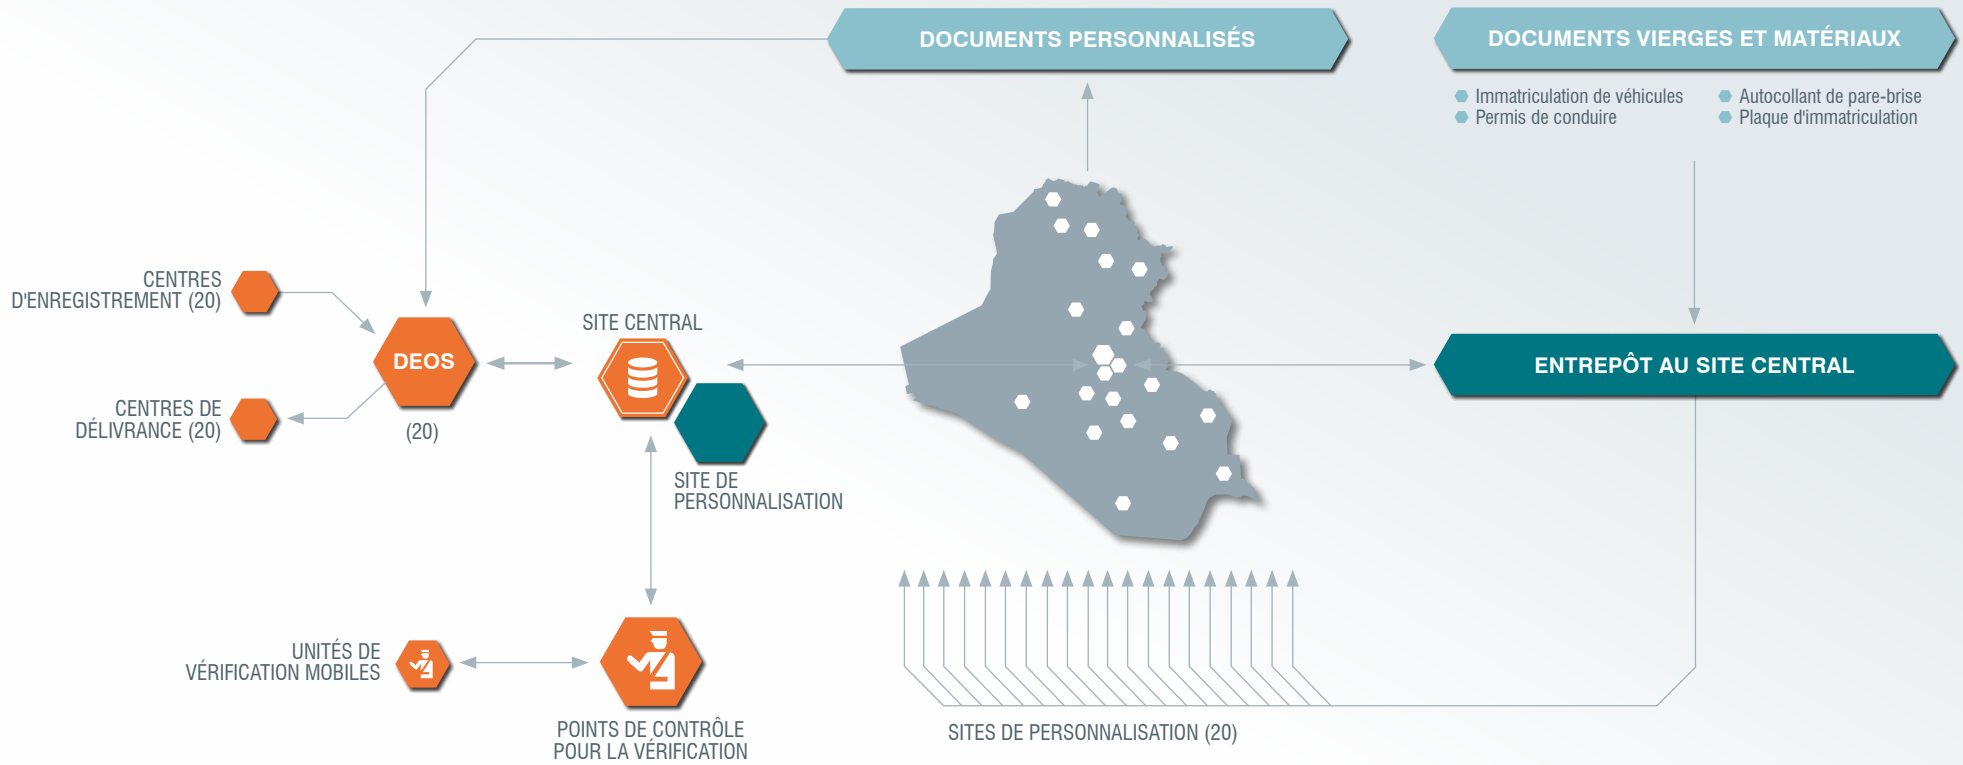 DOCUMENTS PERSONNALISÉS
DOCUMENTS VIERGES ET MATÉRIAUX
Immatriculation de véhicules
Permis de conduire
Autocollant de pare-brise
Plaque d'immatriculation
CENTRES
D'ENREGISTREMENT (20)
DEOS
(20)
CENTRES DE
DÉLIVRANCE (20)
SITE CENTRAL
SITE DE
PERSONNALISATION
ENTREPÔT AU SITE CENTRAL
UNITÉS DE
VÉRIFICATION MOBILES
POINTS DE CONTRÔLE
POUR LA VÉRIFICATION
SITES DE PERSONNALISATION (20)